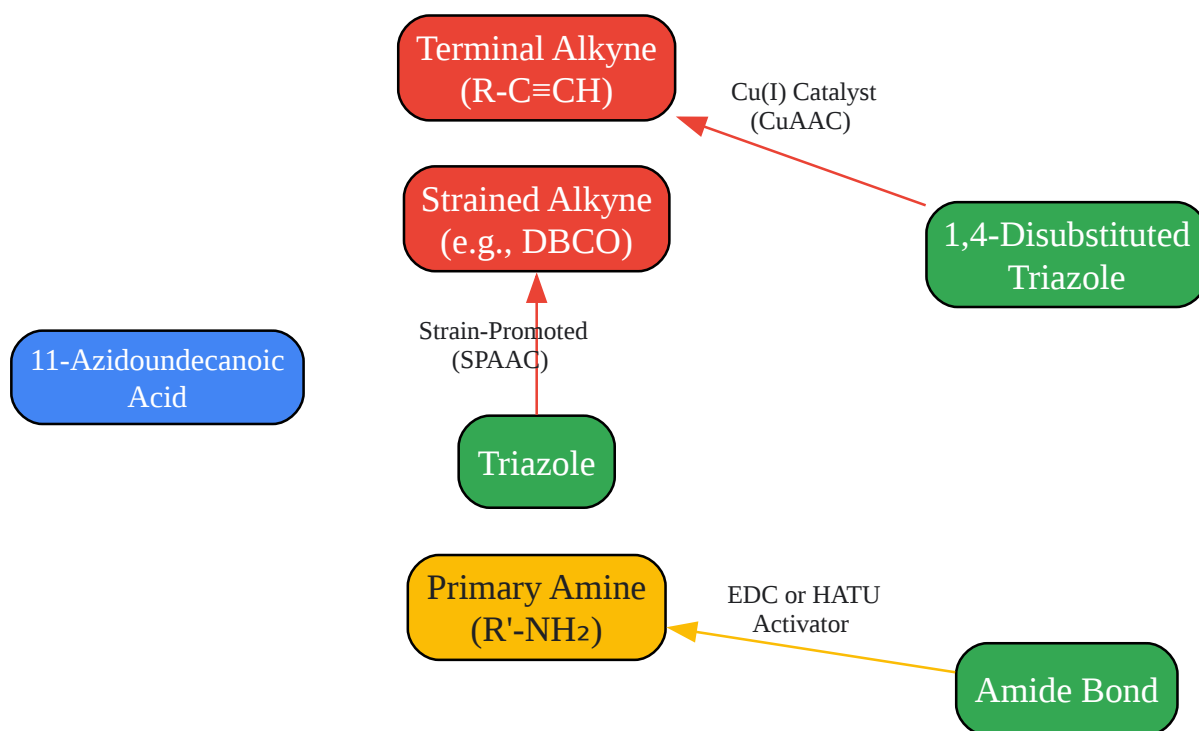 Terminal Alkyne
(R-C≡CH)
Cu(I) Catalyst
(CuAAC)
Strained Alkyne
(e.g., DBCO)
1,4-Disubstituted
Triazole
Strain-Promoted
(SPAAC)
11-Azidoundecanoic
Acid
Triazole
Primary Amine
(R'-NH₂)
EDC or HATU
Activator
Amide Bond